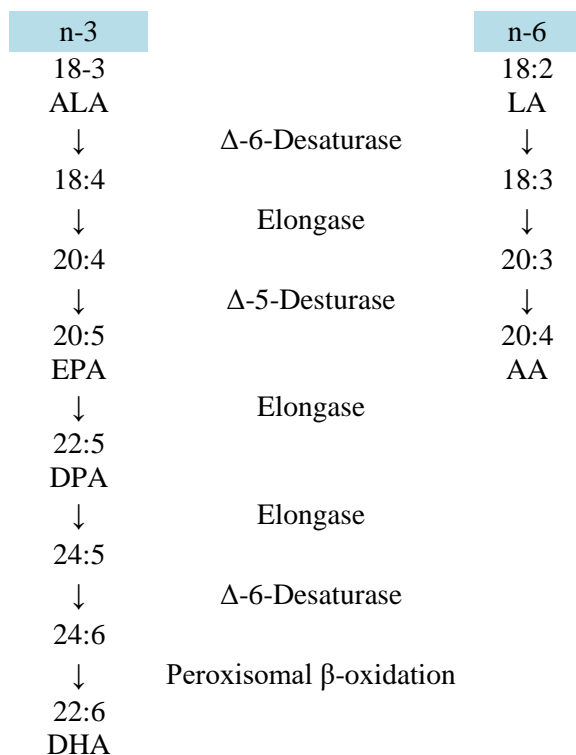 n-3 n-6
18-3 18:2
ALA LA
↓ Δ-6-Desaturase ↓
18:4 18:3
↓ Elongase ↓
20:4 20:3
↓ Δ-5-Desturase ↓
20:5 20:4
EPA AA
↓ Elongase
22:5
DPA
↓ Elongase
24:5
↓ Δ-6-Desaturase
24:6
↓ Peroxisomal β-oxidation
22:6
DHA